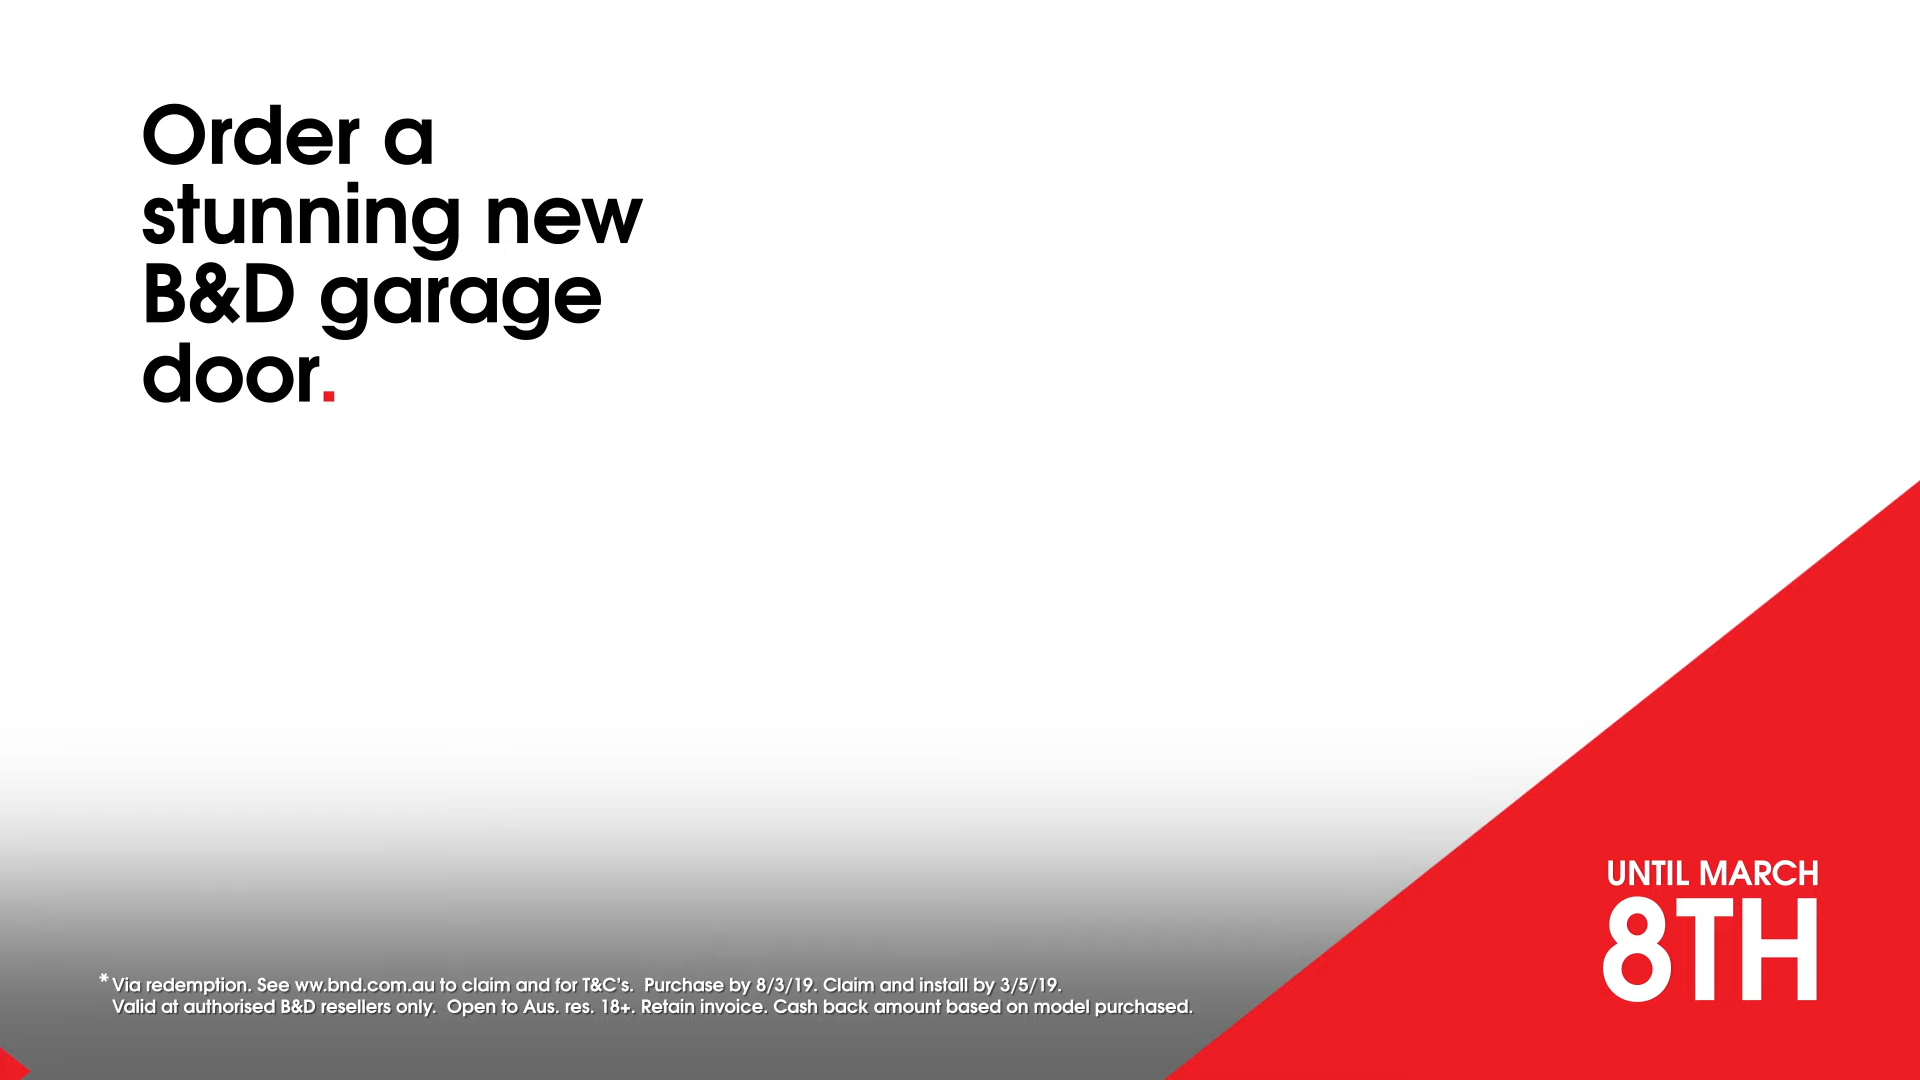 Order a
stunning new
B&D garage
door.
UNTIL MARCH
8TH
* Via redemption. See ww.bnd.com.au to claim and for T&C's. Purchase by 8/3/19. Claim and install by 3/5/19.
Valid at authorised B&D resellers only. Open to Aus. res. 18+. Retain invoice. Cash back amount based on model purchased.